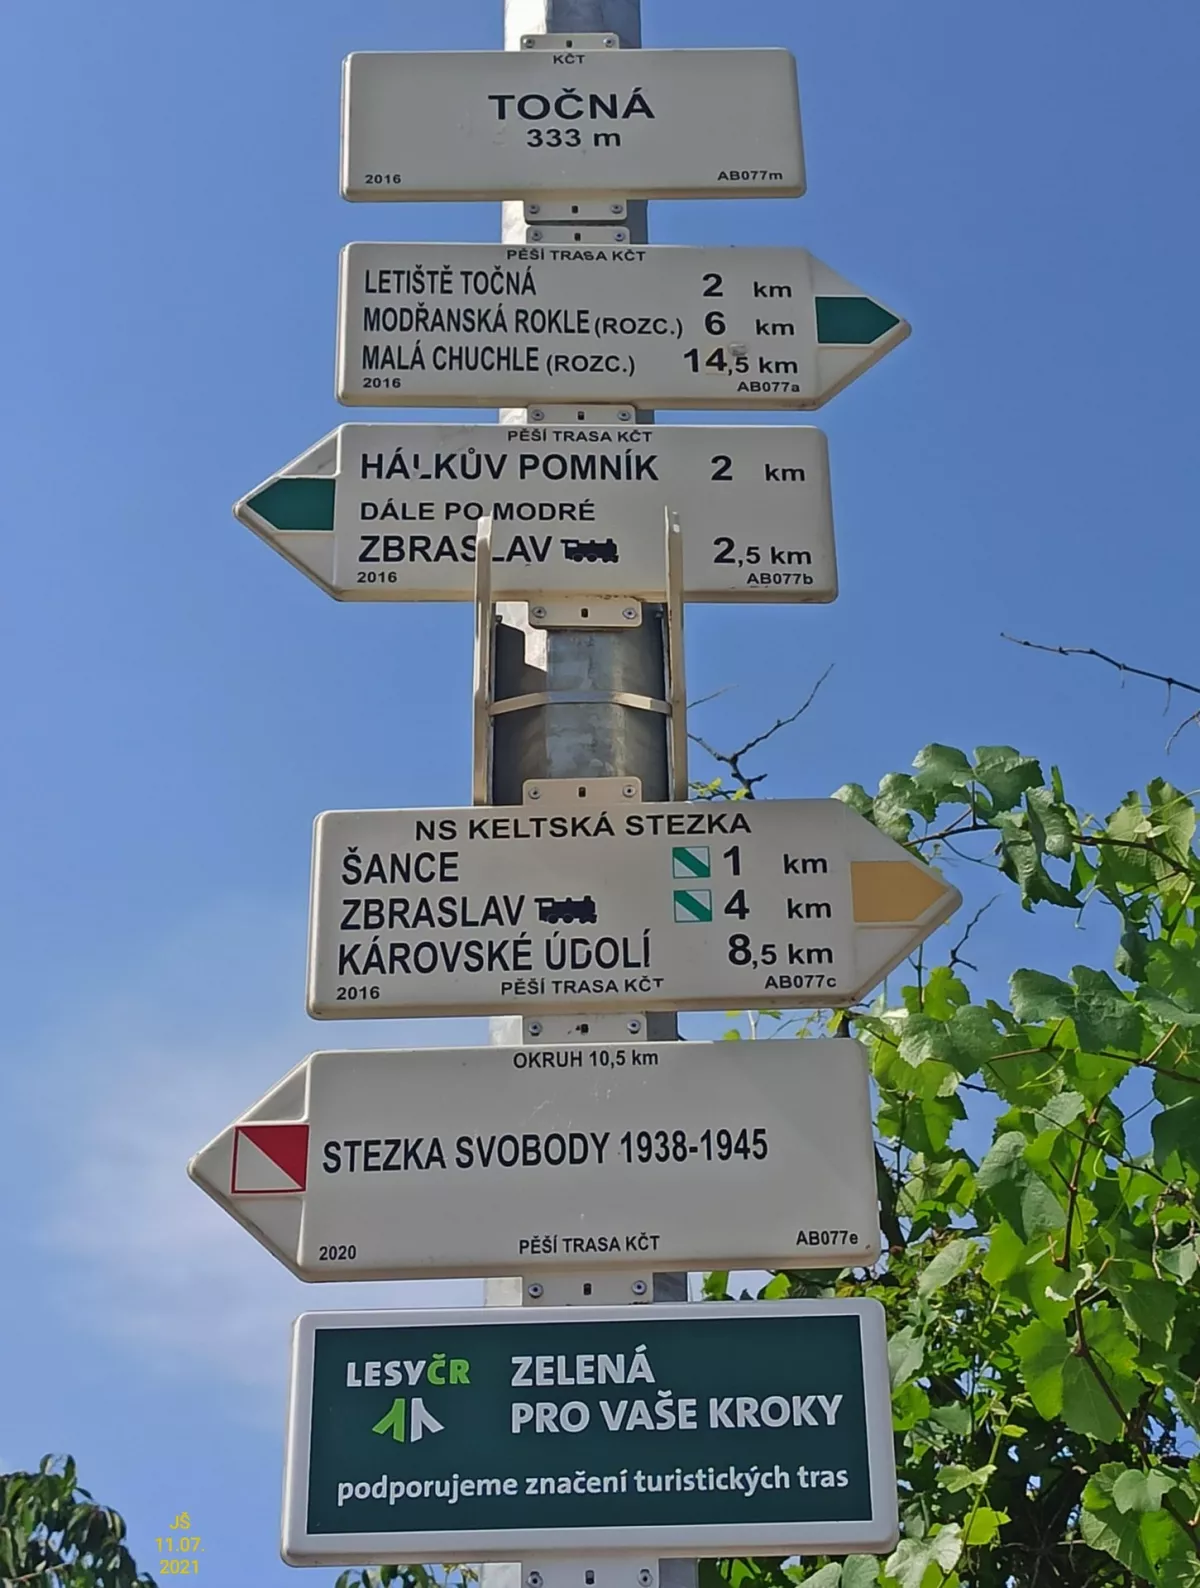 KČT
TOČNÁ
333 m
2016 AB077m
PĚŠÍ TRASA KČT
LETIŠTĚ TOČNÁ 2 km
MODŘANSKÁ ROKLE (ROZC.) 6 km
MALÁ CHUCHLE (ROZC.) 14,5 km
2016 AB077a
PĚŠÍ TRASA KČT
HÁLKŮV POMNÍK 2 km
DÁLE PO MODRÉ
ZBRASLAV 2,5 km
2016 AB077b
NS KELTSKÁ STEZKA
ŠANCE 1 km
ZBRASLAV 4 km
KÁROVSKÉ ÚDOLÍ 8,5 km
2016 PĚŠÍ TRASA KČT AB077c
OKRUH 10,5 km
STEZKA SVOBODY 1938-1945
2020 PĚŠÍ TRASA KČT AB077e
LESYČR
ZELENÁ
PRO VAŠE KROKY
podporujeme značení turistických tras
JŠ
11.07.
2021